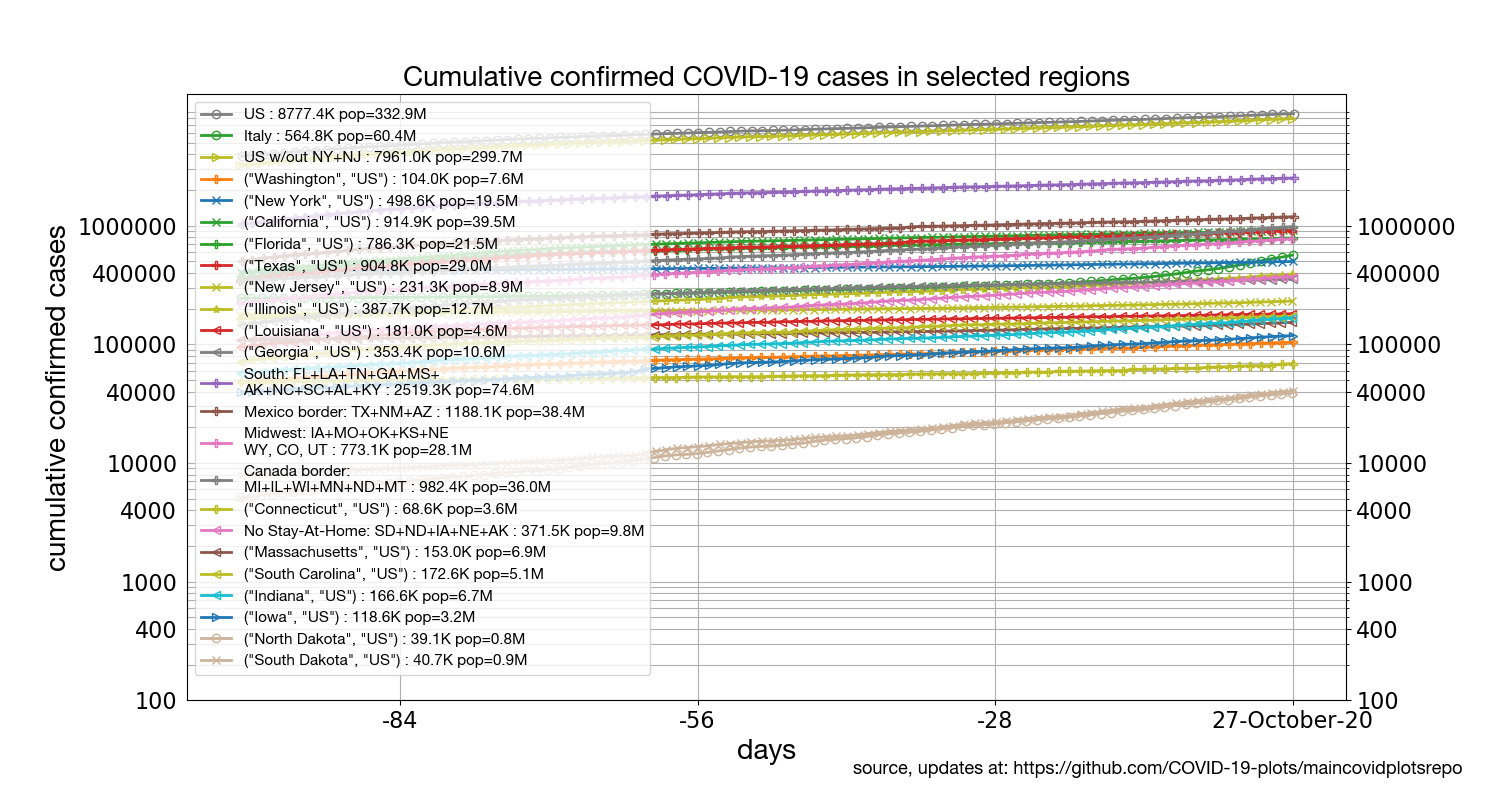 Cumulative confirmed COVID-19 cases in selected regions
cumulative confirmed cases
1000000
400000
100000
40000
10000
4000
1000
400
100
US : 8777.4K pop=332.9M
Italy : 564.8K pop=60.4M
US w/out NY+NJ : 7961.0K pop=299.7M
("Washington", "US") : 104.0K pop=7.6M
("New York", "US") : 498.6K pop=19.5M
("California", "US") : 914.9K pop=39.5M
("Florida", "US") : 786.3K pop=21.5M
("Texas", "US") : 904.8K pop=29.0M
("New Jersey", "US") : 231.3K pop=8.9M
("Illinois", "US") : 387.7K pop=12.7M
("Louisiana", "US") : 181.0K pop=4.6M
("Georgia", "US") : 353.4K pop=10.6M
South: FL+LA+TN+GA+MS+
AK+NC+SC+AL+KY : 2519.3K pop=74.6M
Mexico border: TX+NM+AZ : 1188.1K pop=38.4M
Midwest: IA+MO+OK+KS+NE
WY, CO, UT : 773.1K pop=28.1M
Canada border:
MI+IL+WI+MN+ND+MT : 982.4K pop=36.0M
("Connecticut", "US") : 68.6K pop=3.6M
No Stay-At-Home: SD+ND+IA+NE+AK : 371.5K pop=9.8M
("Massachusetts", "US") : 153.0K pop=6.9M
("South Carolina", "US") : 172.6K pop=5.1M
("Indiana", "US") : 166.6K pop=6.7M
("Iowa", "US") : 118.6K pop=3.2M
("North Dakota", "US") : 39.1K pop=0.8M
("South Dakota", "US") : 40.7K pop=0.9M
1000000
400000
100000
40000
10000
4000
1000
400
100
-84 -56 -28 27-October-20
days
source, updates at: https://github.com/COVID-19-plots/maincovidplotsrepo